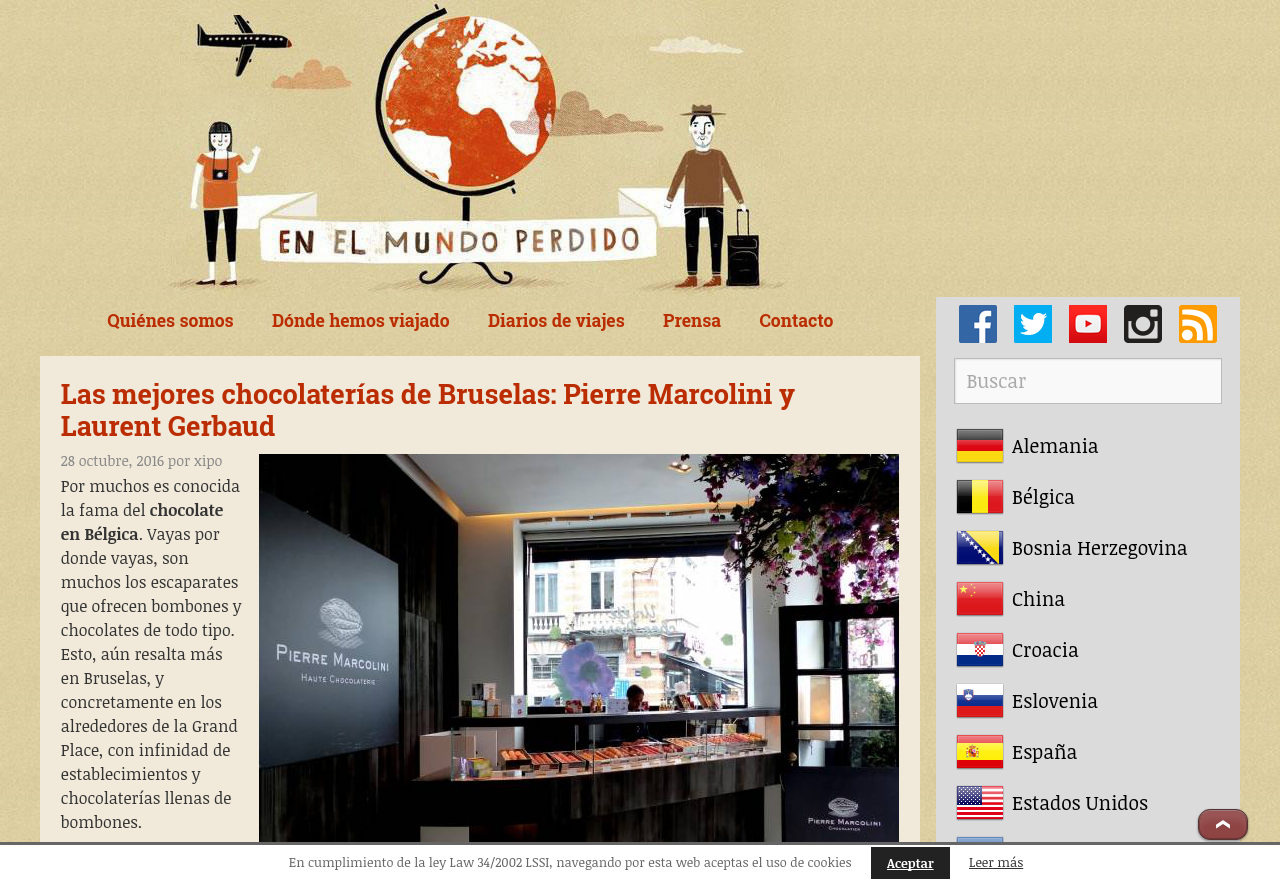 EN EL MUNDO PERDIDO
Quiénes somos
Dónde hemos viajado
Diarios de viajes
Prensa
Contacto
Las mejores chocolaterías de Bruselas: Pierre Marcolini y
Laurent Gerbaud
28 octubre, 2016 por xipo
Por muchos es conocida
la fama del chocolate
en Bélgica. Vayas por
donde vayas, son
muchos los escaparates
que ofrecen bombones y
chocolates de todo tipo.
Esto, aún resalta más
en Bruselas, y
concretamente en los
alrededores de la Grand
Place, con infinidad de
establecimientos y
chocolaterías llenas de
bombones.
PIERRE MARCOLINI
HAUTE CHOCOLATERIE
PIERRE MARCOLINI
CHOCOLATIER
Buscar
Alemania
Bélgica
Bosnia Herzegovina
China
Croacia
Eslovenia
España
Estados Unidos
En cumplimiento de la ley Law 34/2002 LSSI, navegando por esta web aceptas el uso de cookies
Aceptar
Leer más